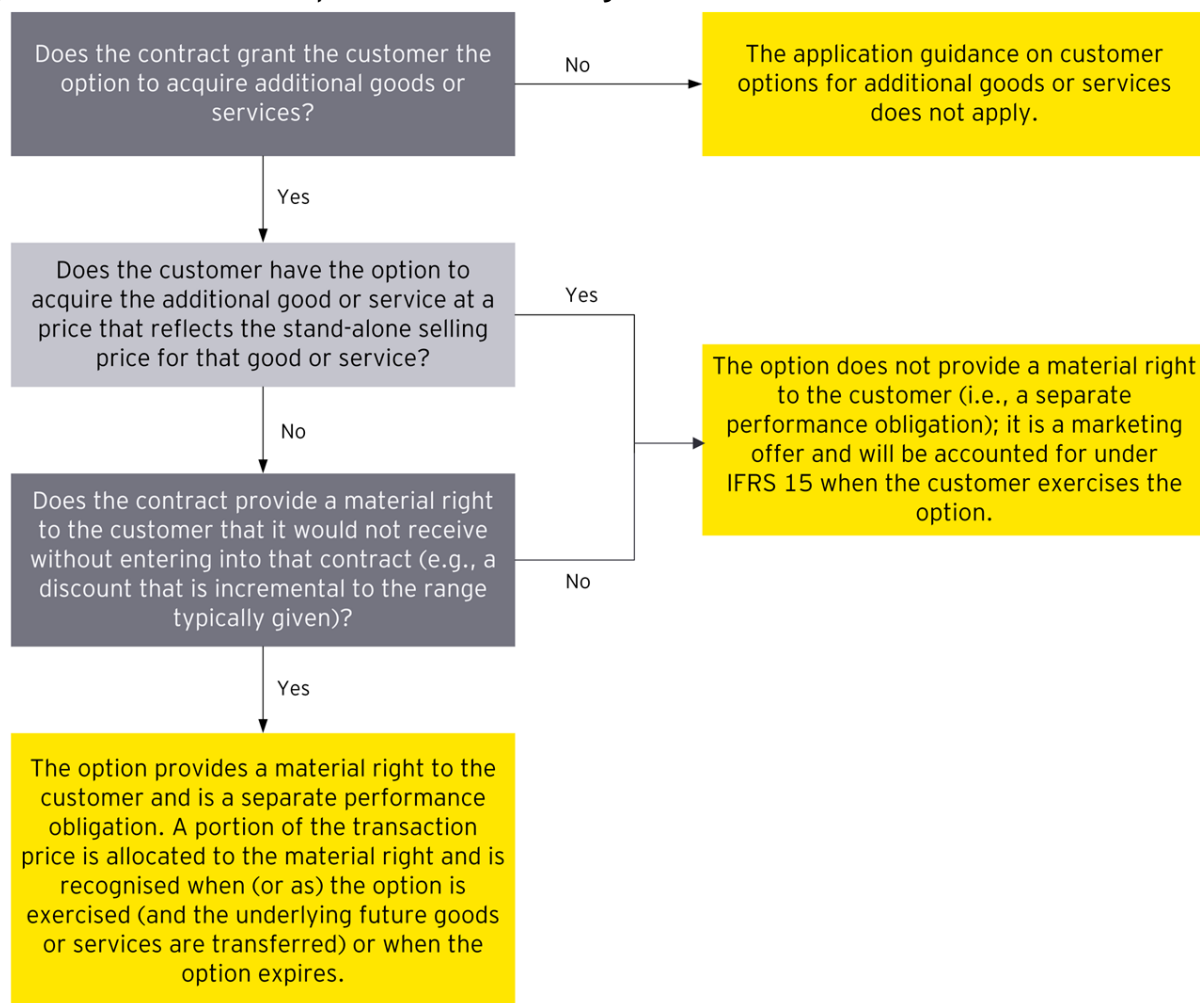 Does the contract grant the customer the
option to acquire additional goods or
services?
No
The application guidance on customer
options for additional goods or services
does not apply.
Yes
Does the customer have the option to
acquire the additional good or service at a
price that reflects the stand-alone selling
price for that good or service?
Yes
The option does not provide a material right
to the customer (i.e., a separate
performance obligation); it is a marketing
offer and will be accounted for under
IFRS 15 when the customer exercises the
option.
No
Does the contract provide a material right
to the customer that it would not receive
without entering into that contract (e.g., a
discount that is incremental to the range
typically given)?
No
Yes
The option provides a material right to the
customer and is a separate performance
obligation. A portion of the transaction
price is allocated to the material right and is
recognised when (or as) the option is
exercised (and the underlying future goods
or services are transferred) or when the
option expires.